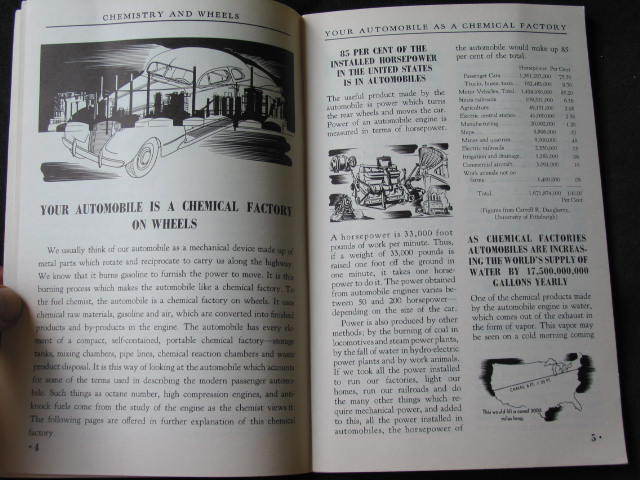 CHEMISTRY AND WHEELS
YOUR AUTOMOBILE IS A CHEMICAL FACTORY
ON WHEELS
We usually think of our automobile as a mechanical device made up of
metal parts which rotate and reciprocate to carry us along the highway.
We know that it burns gasoline to furnish the power to move. It is this
burning process which makes the automobile like a chemical factory. To
the fuel chemist, the automobile is a chemical factory on wheels. It uses
chemical raw materials, gasoline and air, which are converted into finished
products and by-products in the engine. The automobile has every ele-
ment of a compact, self-contained, portable chemical factory—storage
tanks, mixing chambers, pipe lines, chemical reaction chambers and waste
product disposal. It is this way of looking at the automobile which accounts
for some of the terms used in describing the modern passenger automo-
bile. Such things as octane number, high compression engines, and anti-
knock fuels come from the study of the engine as the chemist views it.
The following pages are offered in further explanation of this chemical
factory.
4
YOUR AUTOMOBILE AS A CHEMICAL FACTORY
85 PER CENT OF THE
INSTALLED HORSEPOWER
IN THE UNITED STATES
IS IN AUTOMOBILES
The useful product made by the
automobile is power which turns
the rear wheels and moves the car.
Power of an automobile engine is
measured in terms of horsepower.
A horsepower is 33,000 foot
pounds of work per minute. Thus,
if a weight of 33,000 pounds is
raised one foot off the ground in
one minute, it takes one horse-
power to do it. The power obtained
from automobile engines varies be-
tween 50 and 200 horsepower—
depending on the size of the car.
Power is also produced by other
methods: by the burning of coal in
locomotives and steam power plants,
by the fall of water in hydro-electric
power plants and by work animals.
If we took all the power installed
to run our factories, light our
homes, run our railroads and do
the many other things which re-
quire mechanical power, and added
to this, all the power installed in
automobiles, the horsepower of
the automobile would make up 85
per cent of the total.
Horsepower Per Cent
Passenger Cars
Trucks, buses
Motor Vehicles, Total
Steam railroads
Agriculture
Electric central stations
Manufacturing
Ships
Mines and quarries
Electric railroads
Irrigation and drainage
Commercial aircraft
Work animals not on
farms
Total
Per Cent
(Figures from Carroll R. Daugherty,
University of Pittsburgh)
AS CHEMICAL FACTORIES
AUTOMOBILES ARE INCREAS-
ING THE WORLD'S SUPPLY OF
WATER BY 17,500,000,000
GALLONS YEARLY
One of the chemical products made
by the automobile engine is water,
which comes out of the exhaust in
the form of vapor. This vapor may
be seen on a cold morning coming
This would fill a canal 3000
miles long.
5